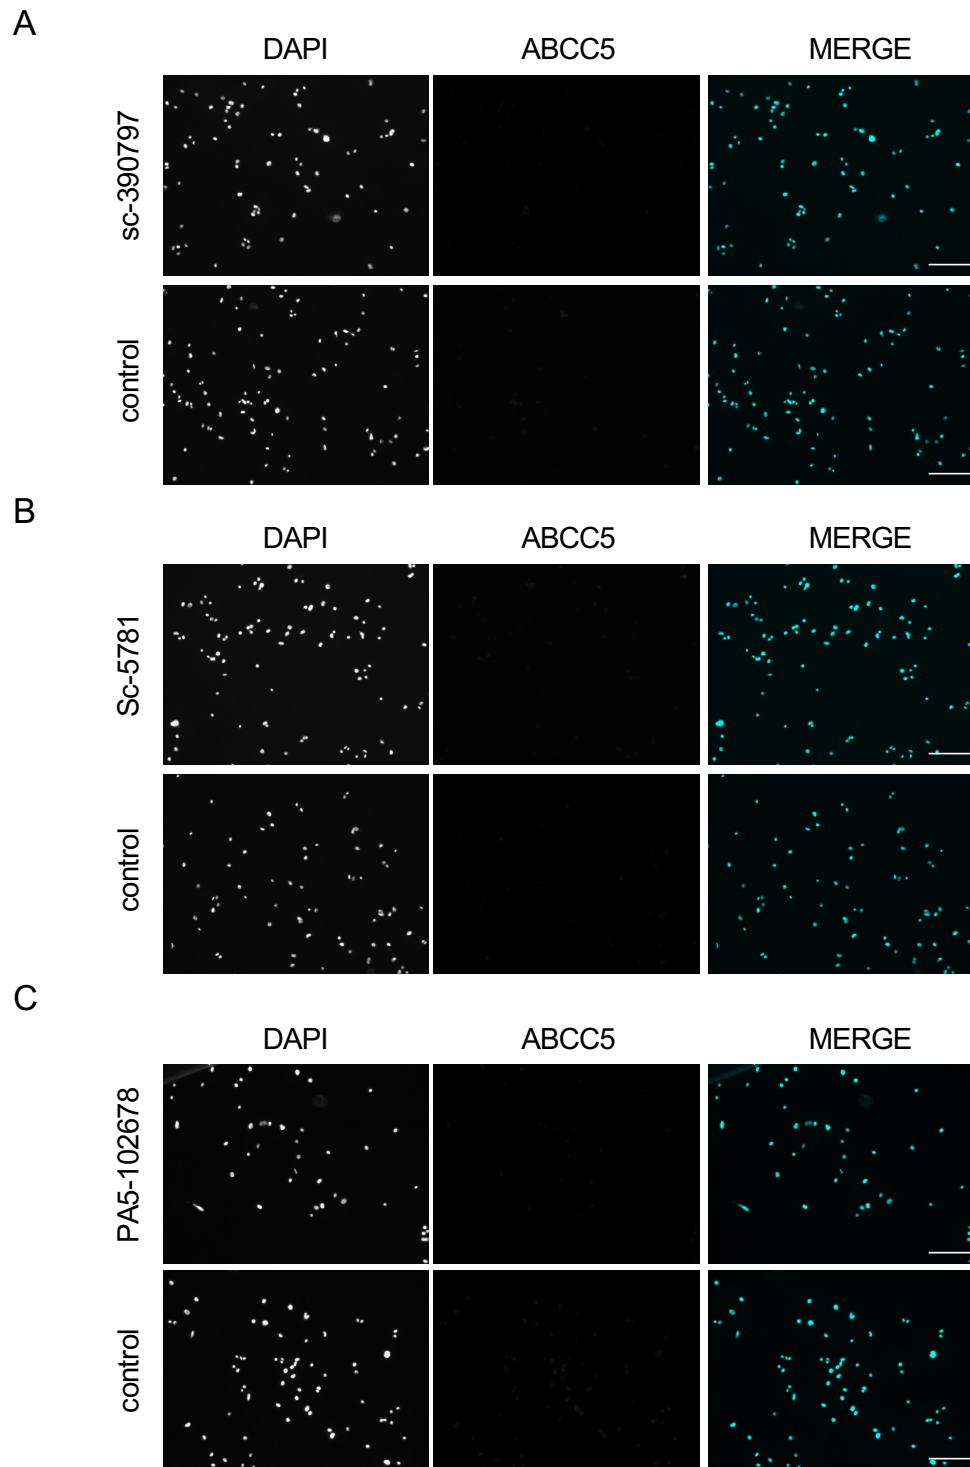 A
DAPI ABCC5 MERGE
sc-390797
control
B
DAPI ABCC5 MERGE
Sc-5781
control
C
DAPI ABCC5 MERGE
PA5-102678
control